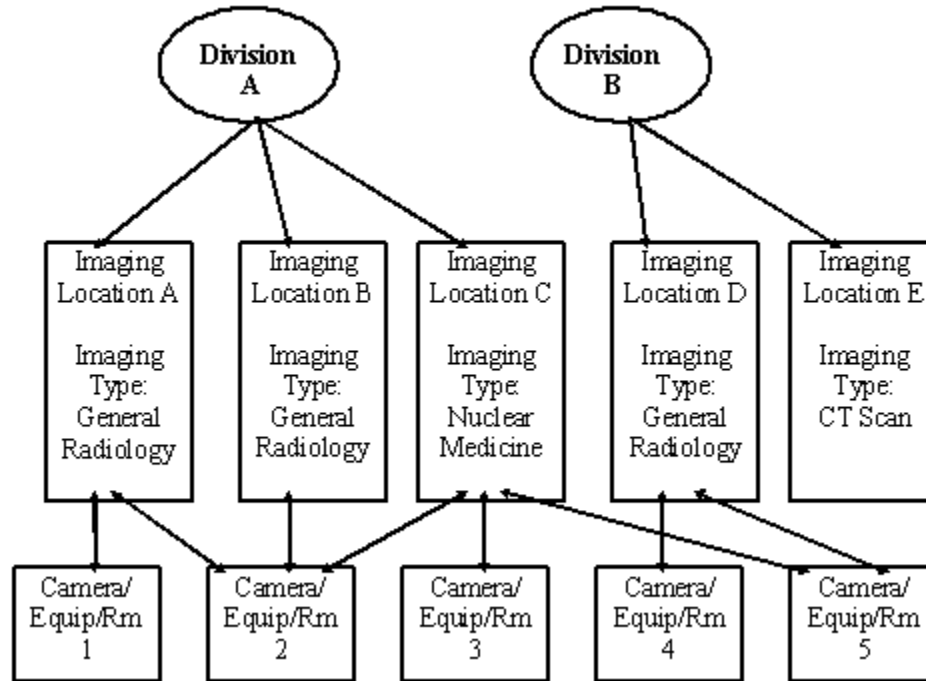 Division
A
Division
B
Imaging
Location A
Imaging
Type:
General
Radiology
Imaging
Location B
Imaging
Type:
General
Radiology
Imaging
Location C
Imaging
Type:
Nuclear
Medicine
Imaging
Location D
Imaging
Type:
General
Radiology
Imaging
Location E
Imaging
Type:
CT Scan
Camera/
Equip/Rm
1
Camera/
Equip/Rm
2
Camera/
Equip/Rm
3
Camera/
Equip/Rm
4
Camera/
Equip/Rm
5